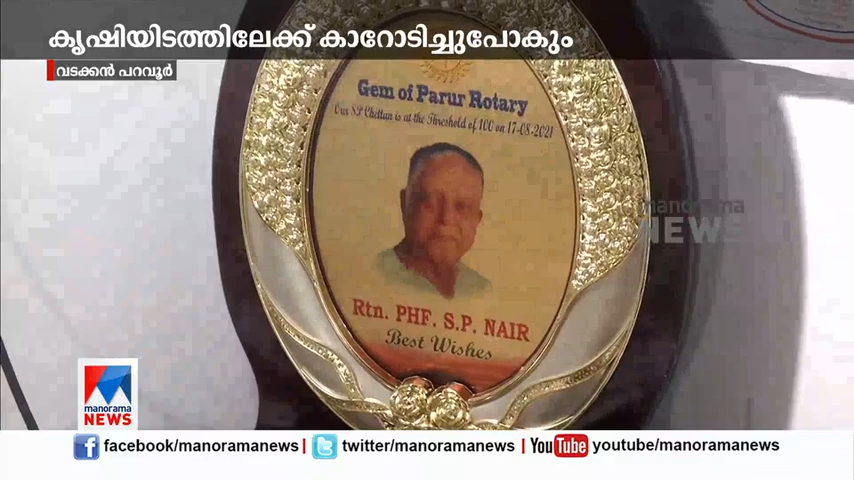 കൃഷിയിടത്തിലേക്ക് കാറോടിച്ചുപോകും
വടക്കൻ പറവൂർ
Gem of Parur Rotary
Our S.P Chettan is at the Threshold of 100 on 17-08-2021
Rtn. PHF. S.P. NAIR
Best Wishes
manorama
NEWS
manorama
NEWS
facebook/manoramanews
twitter/manoramanews
YouTube youtube/manoramanews